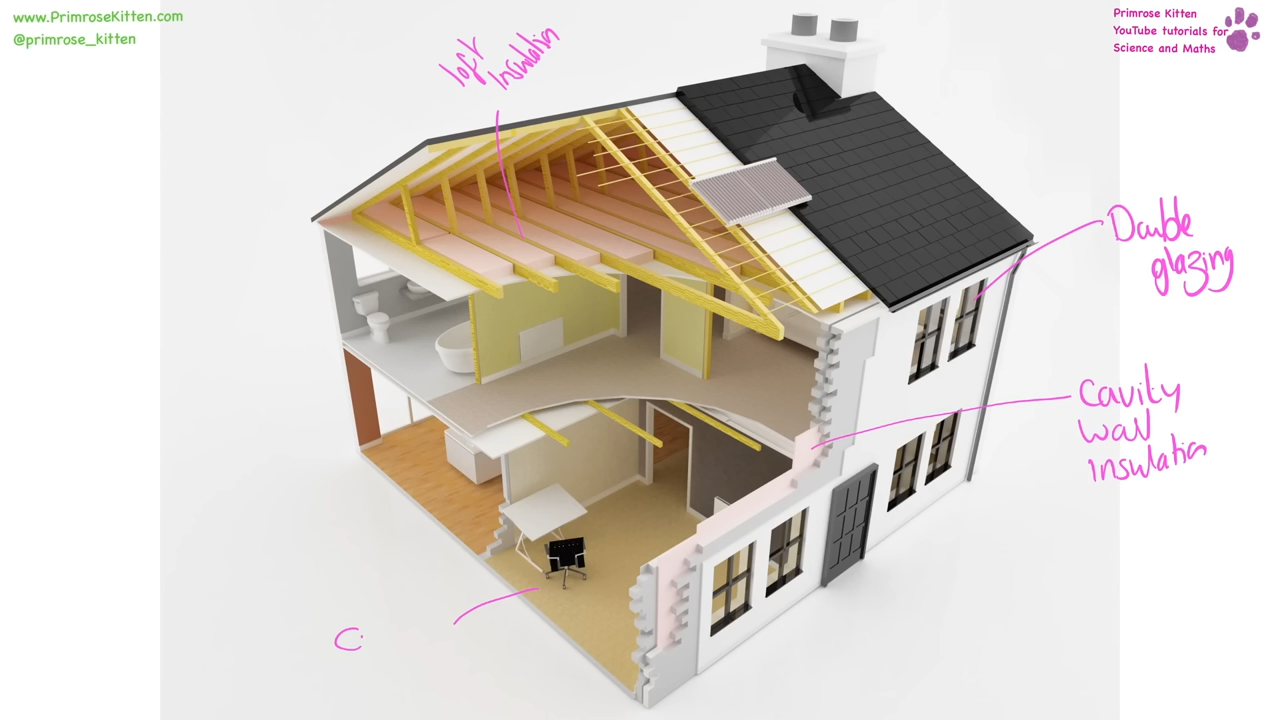 www.PrimroseKitten.com
@primrose_kitten
Primrose Kitten
YouTube tutorials for
Science and Maths
loft
insulation
Double
glazing
Cavity
wall
insulation
C